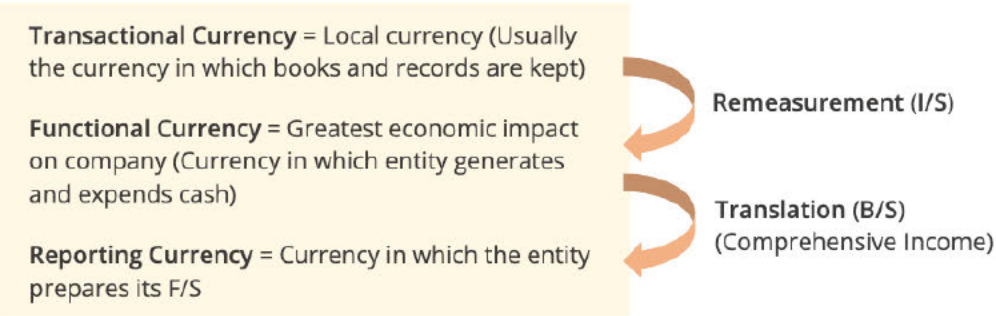 Transactional Currency = Local currency (Usually
the currency in which books and records are kept)
Remeasurement (I/S)
Functional Currency = Greatest economic impact
on company (Currency in which entity generates
and expends cash)
Translation (B/S)
(Comprehensive Income)
Reporting Currency = Currency in which the entity
prepares its F/S